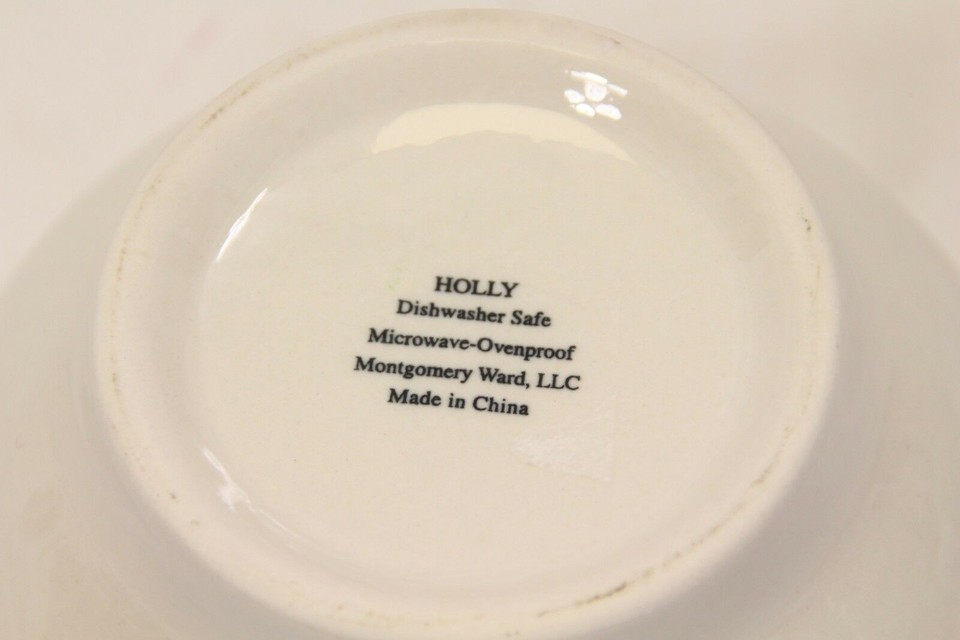 HOLLY
Dishwasher Safe
Microwave-Ovenproof
Montgomery Ward, LLC
Made in China